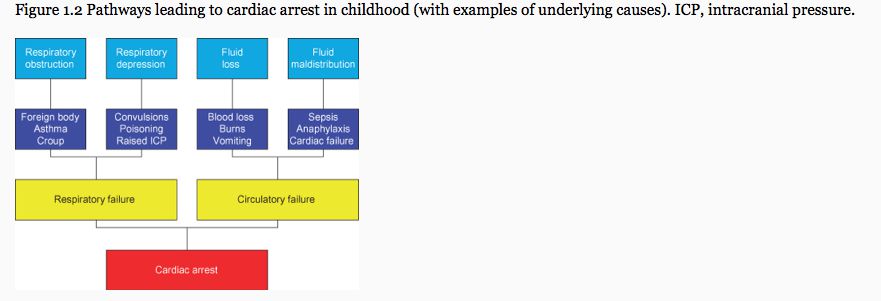 Figure 1.2 Pathways leading to cardiac arrest in childhood (with examples of underlying causes). ICP, intracranial pressure.
Respiratory
obstruction
Respiratory
depression
Fluid
loss
Fluid
maldistribution
Foreign body
Asthma
Croup
Convulsions
Poisoning
Raised ICP
Blood loss
Burns
Vomiting
Sepsis
Anaphylaxis
Cardiac failure
Respiratory failure
Circulatory failure
Cardiac arrest